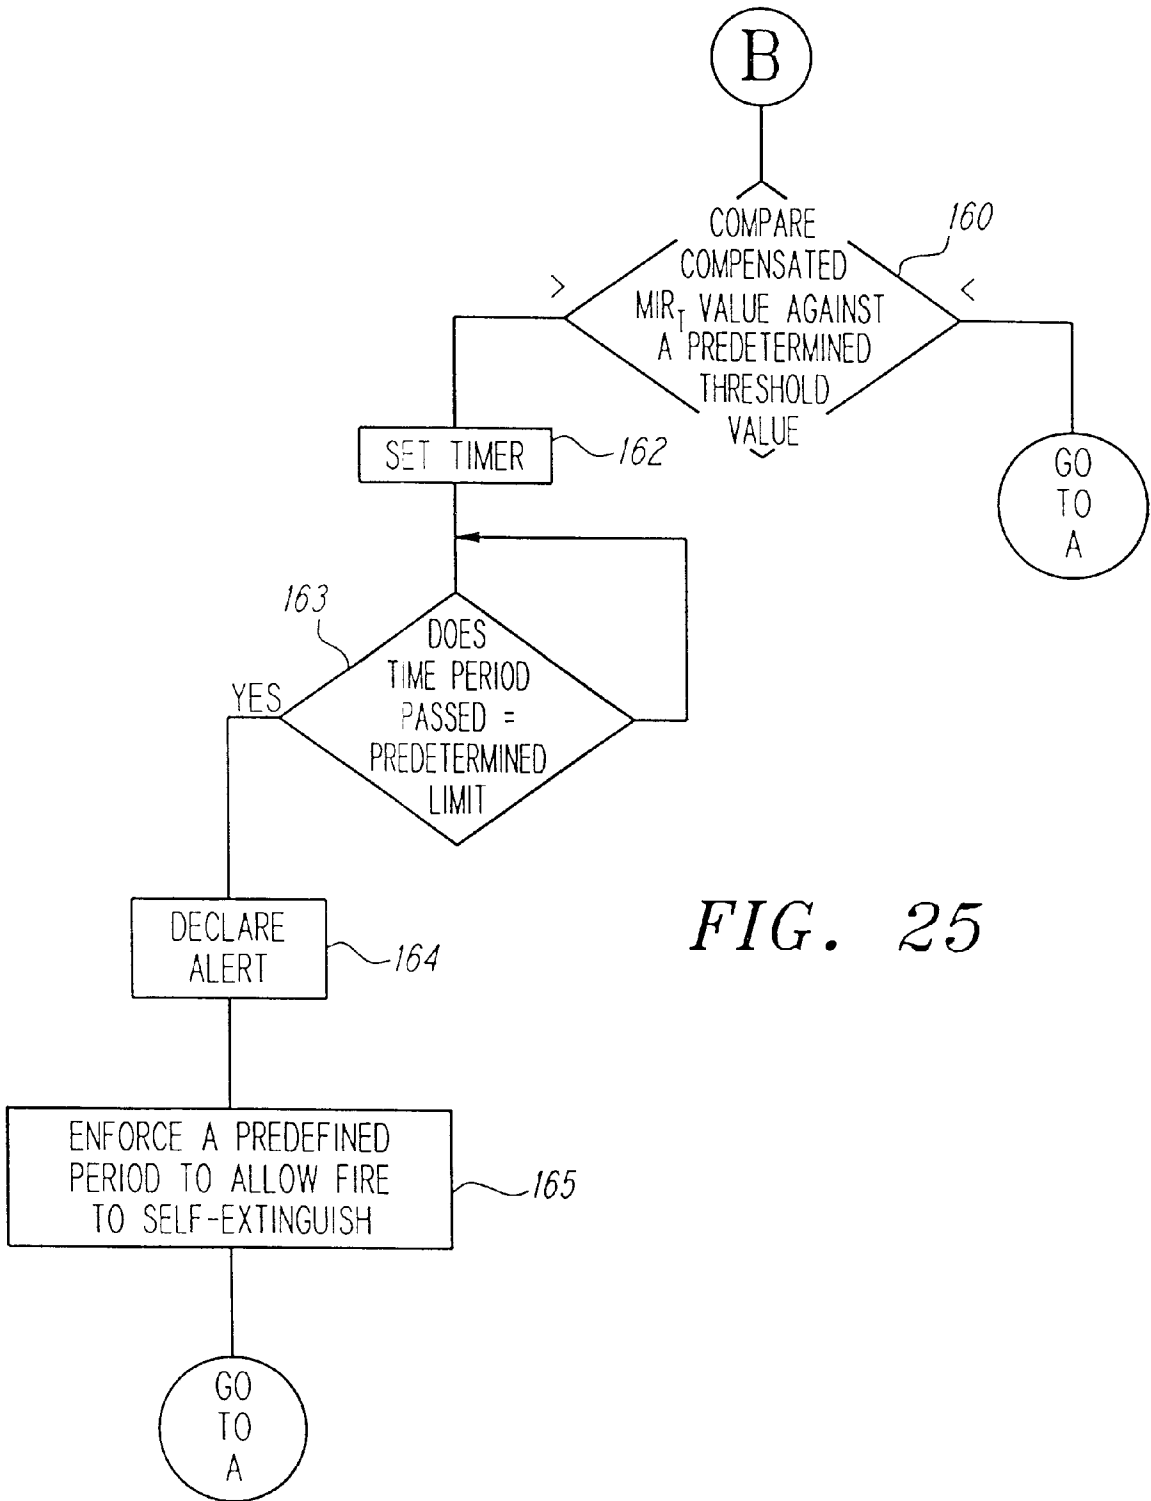 B
160
COMPARE
COMPENSATED
MIR_T VALUE AGAINST
A PREDETERMINED
THRESHOLD
VALUE
>
<
SET TIMER
162
GO
TO
A
163
DOES
TIME PERIOD
PASSED =
PREDETERMINED
LIMIT
YES
DECLARE
ALERT
164
FIG. 25
ENFORCE A PREDEFINED
PERIOD TO ALLOW FIRE
TO SELF-EXTINGUISH
165
GO
TO
A